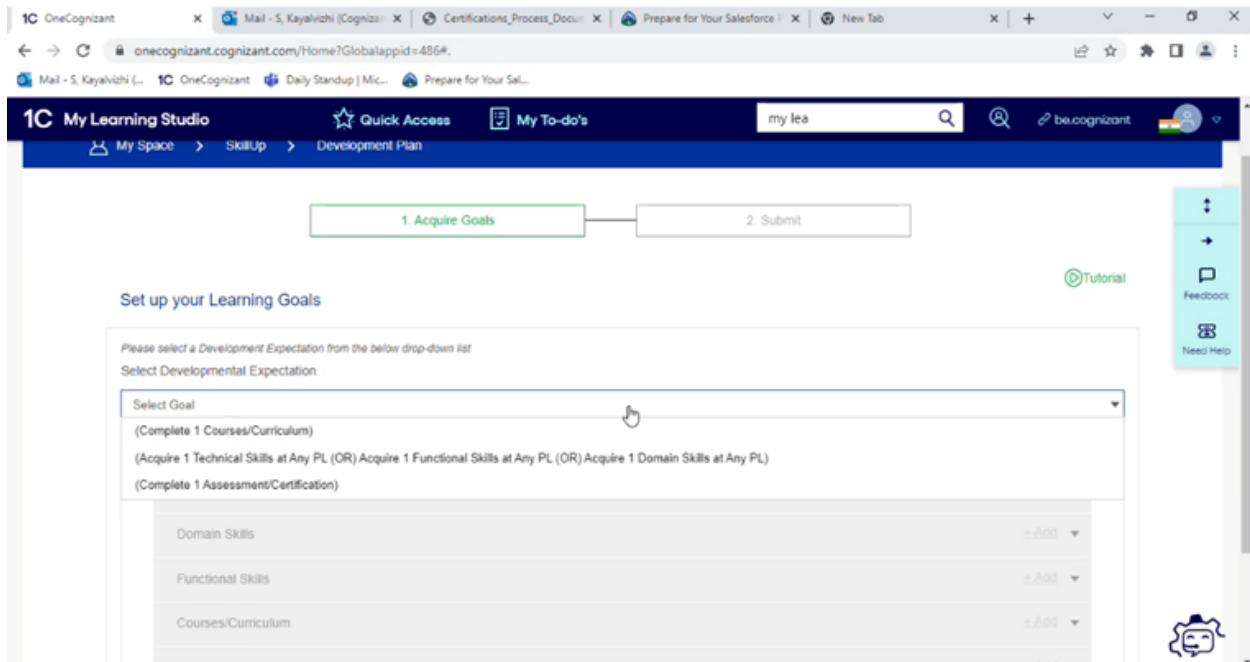 1C OneCognizant
Mail - S, Kayalvizhi (Cognizan
Certifications_Process_Docun
Prepare for Your Salesforce
New Tab
onecognizant.cognizant.com/Home?Globalappid=486#.
Mail - S, Kayalvizhi (... 1C OneCognizant Daily Standup | Mic... Prepare for Your Sal...
1C My Learning Studio Quick Access My To-do's my lea be.cognizant
My Space > SkillUp > Development Plan
1. Acquire Goals 2. Submit
Tutorial
Feedback
Need Help
Set up your Learning Goals
Please select a Development Expectation from the below drop-down list
Select Developmental Expectation
Select Goal
(Complete 1 Courses/Curriculum)
(Acquire 1 Technical Skills at Any PL (OR) Acquire 1 Functional Skills at Any PL (OR) Acquire 1 Domain Skills at Any PL)
(Complete 1 Assessment/Certification)
Domain Skills + Add
Functional Skills + Add
Courses/Curriculum + Add